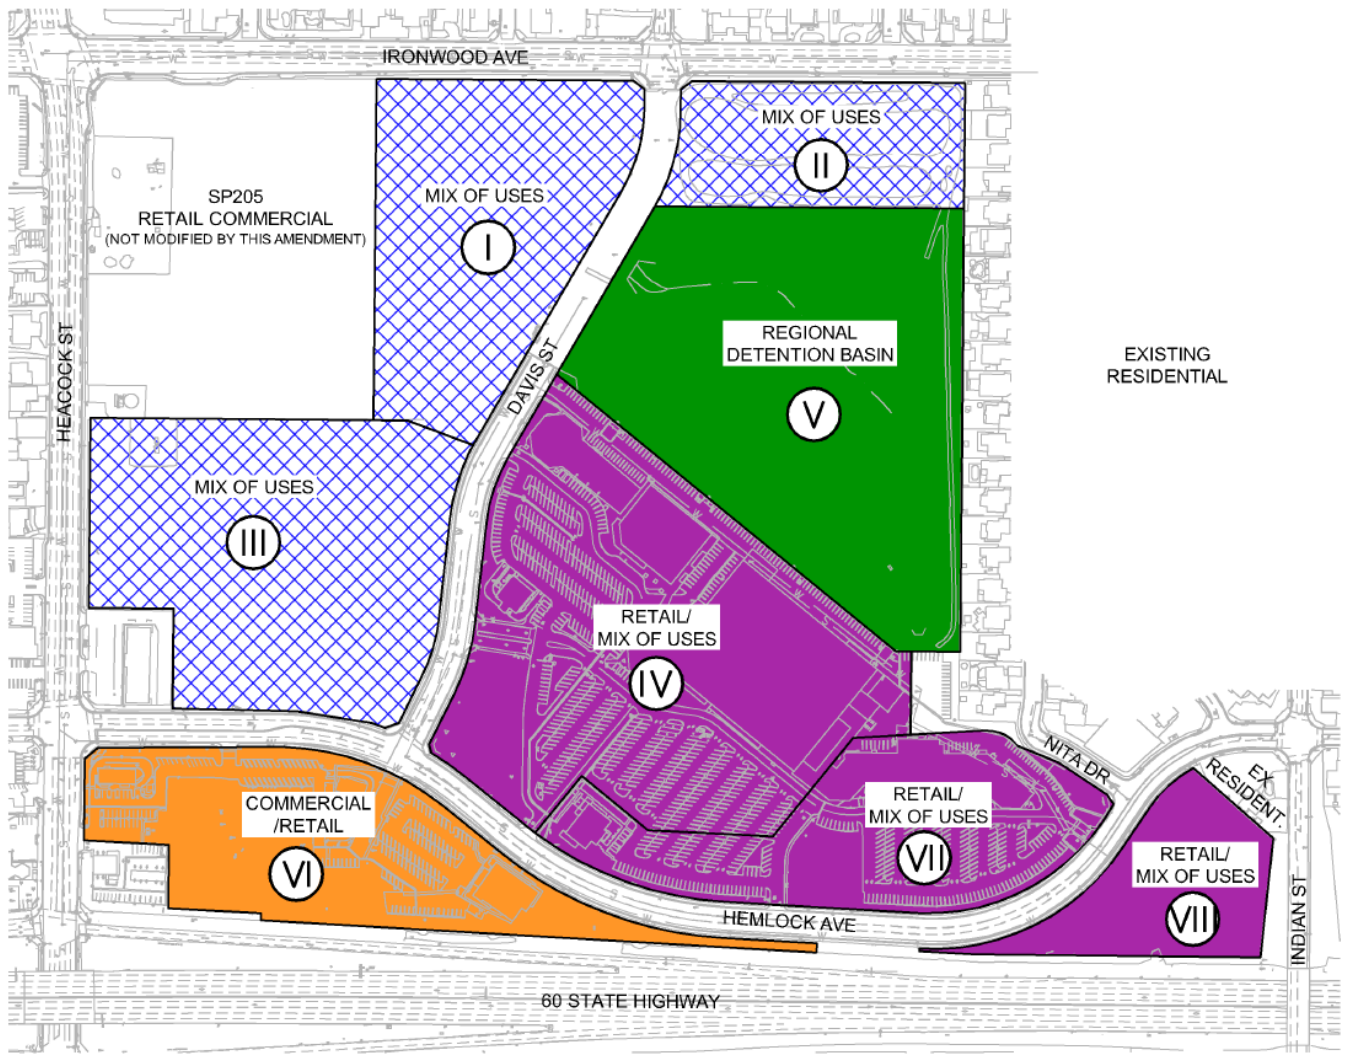 IRONWOOD AVE
MIX OF USES
II
MIX OF USES
I
SP205
RETAIL COMMERCIAL
(NOT MODIFIED BY THIS AMENDMENT)
HEACOCK ST
DAVIS ST
REGIONAL
DETENTION BASIN
V
EXISTING
RESIDENTIAL
MIX OF USES
III
RETAIL/
MIX OF USES
IV
NITA DR
EX.
RESIDENT.
COMMERCIAL
/RETAIL
VI
RETAIL/
MIX OF USES
VII
RETAIL/
MIX OF USES
VIII
HEMLOCK AVE
INDIAN ST
60 STATE HIGHWAY